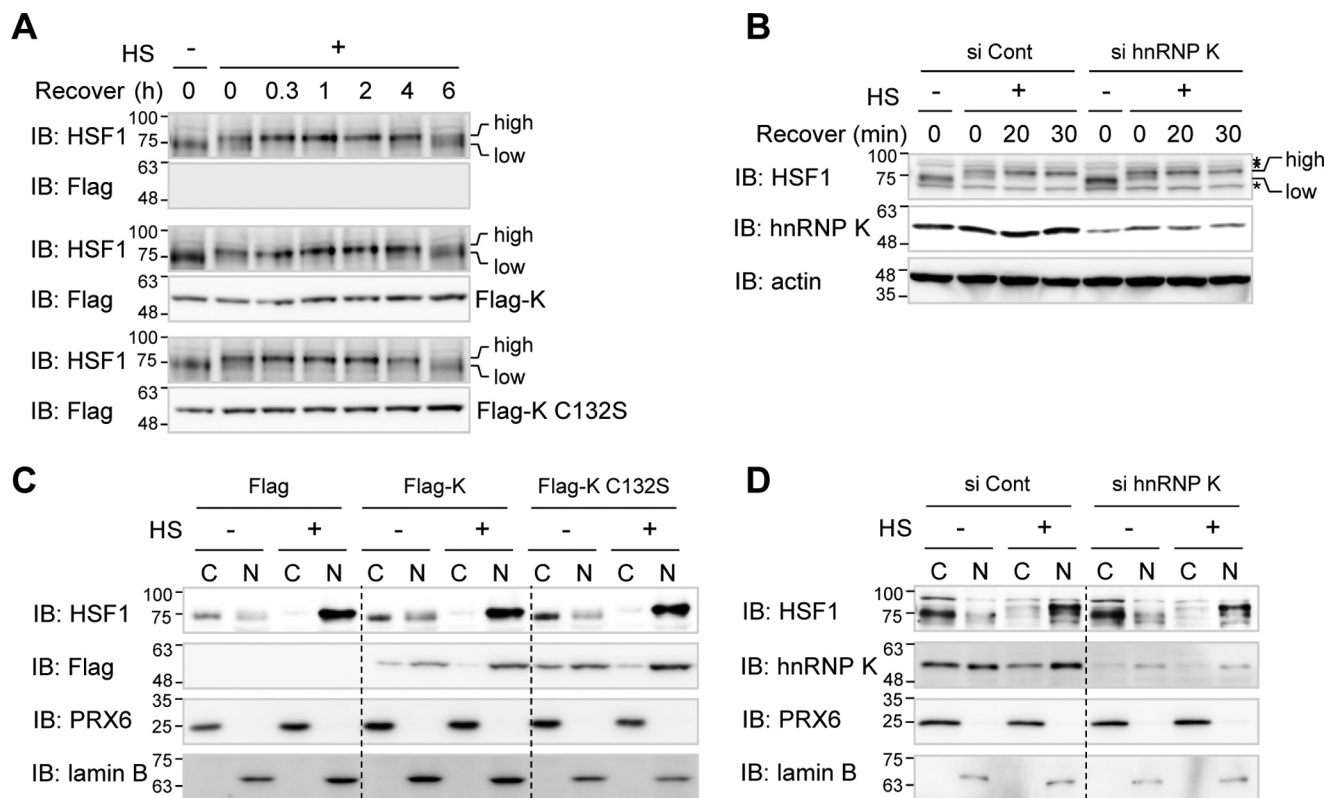 A
HS - +
Recover (h) 0 0 0.3 1 2 4 6
IB: HSF1 100 75 high low
IB: Flag 63 48
IB: HSF1 100 75 high low
IB: Flag 63 48 Flag-K
IB: HSF1 100 75 high low
IB: Flag 63 48 Flag-K C132S
B
si Cont si hnRNP K
HS - + - +
Recover (min) 0 0 20 30 0 0 20 30
IB: HSF1 100 75 * * high * low
IB: hnRNP K 63 48
IB: actin 48 35
C
Flag Flag-K Flag-K C132S
HS - + - + - +
C N C N C N C N C N C N
IB: HSF1 100 75
IB: Flag 63 48
IB: PRX6 35 25
IB: lamin B 75 63
D
si Cont si hnRNP K
HS - + - +
C N C N C N C N
IB: HSF1 100 75
IB: hnRNP K 63 48
IB: PRX6 35 25
IB: lamin B 75 63